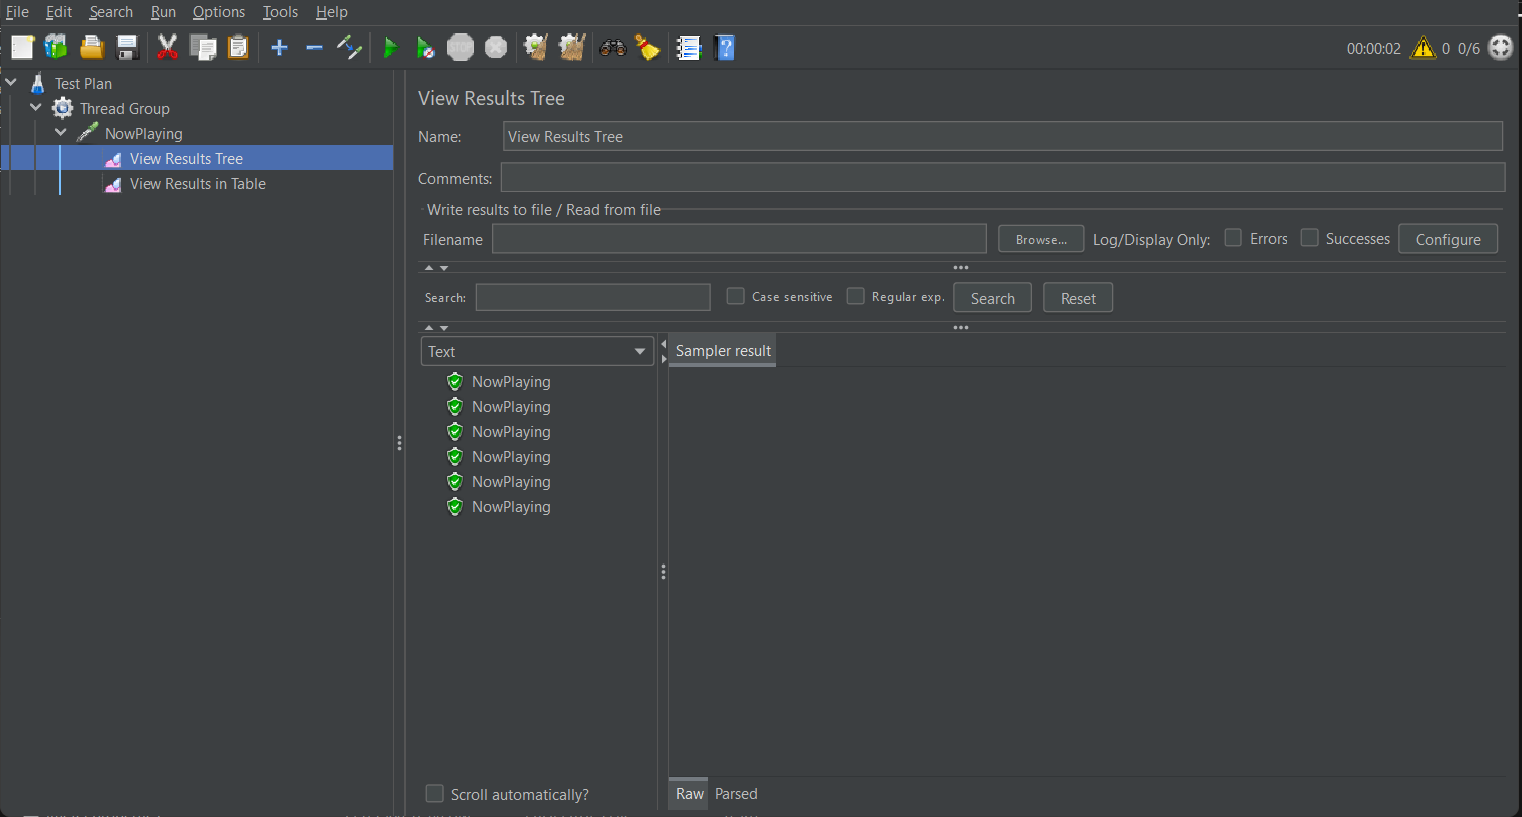 File Edit Search Run Options Tools Help
00:00:02 0 0/6
Test Plan
Thread Group
NowPlaying
View Results Tree
View Results in Table
View Results Tree
Name: View Results Tree
Comments:
Write results to file / Read from file
Filename Browse... Log/Display Only: Errors Successes Configure
Search: Case sensitive Regular exp. Search Reset
Text
Sampler result
NowPlaying
NowPlaying
NowPlaying
NowPlaying
NowPlaying
NowPlaying
Scroll automatically?
Raw Parsed